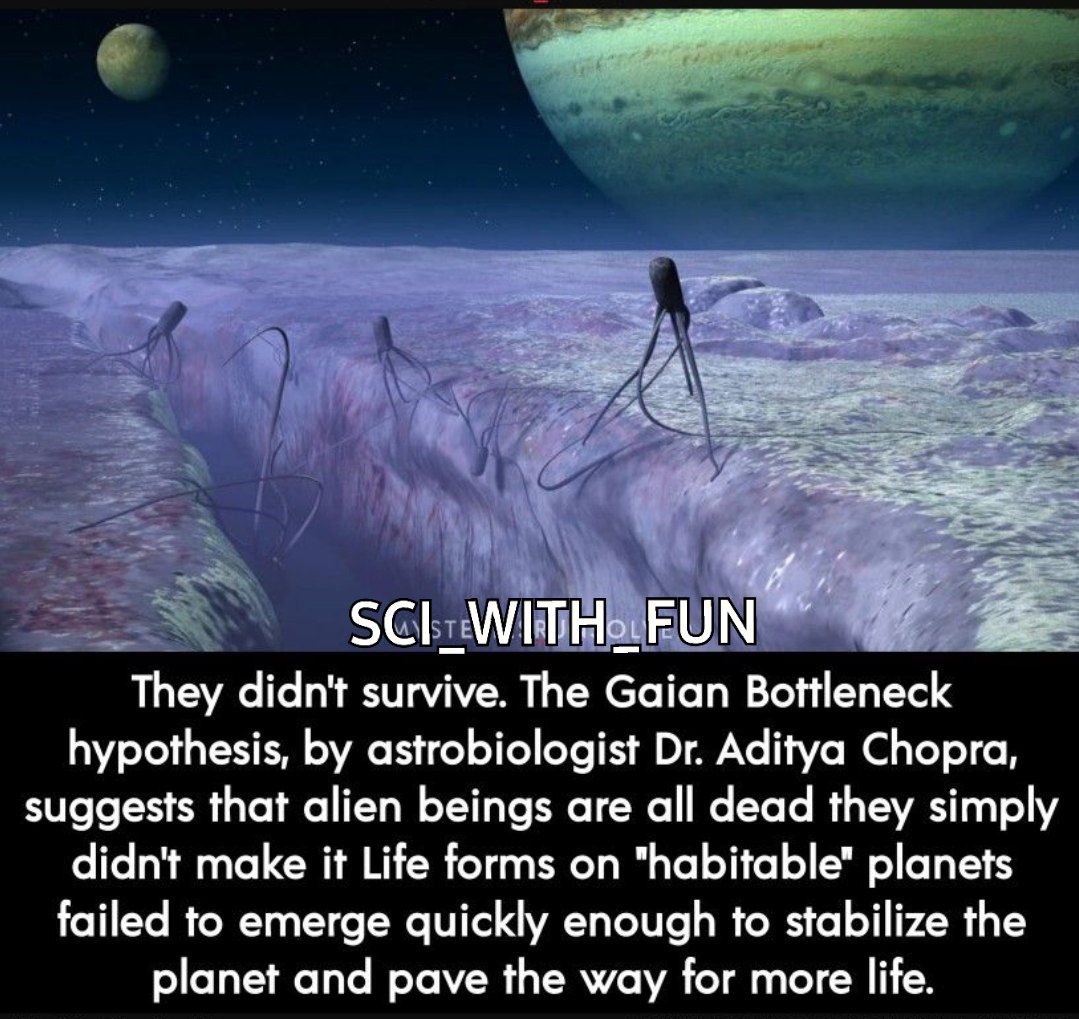 SCI_WITH_FUN
They didn't survive. The Gaian Bottleneck
hypothesis, by astrobiologist Dr. Aditya Chopra,
suggests that alien beings are all dead they simply
didn't make it Life forms on "habitable" planets
failed to emerge quickly enough to stabilize the
planet and pave the way for more life.